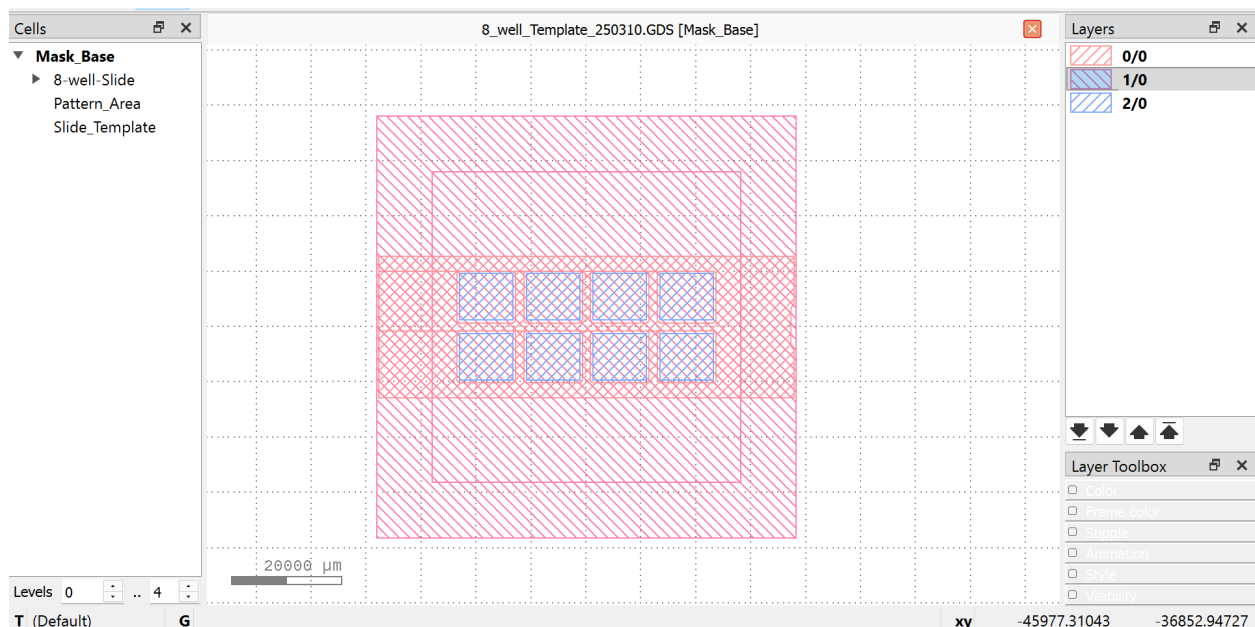 Cells
8_well_Template_250310.GDS [Mask_Base]
Layers
Mask_Base
8-well-Slide
Pattern_Area
Slide_Template
0/0
1/0
2/0
20000 µm
Layer Toolbox
Color
Frame color
Stipple
Animation
Style
Visibility
Levels 0 .. 4
T (Default) G xy -45977.31043 -36852.94727